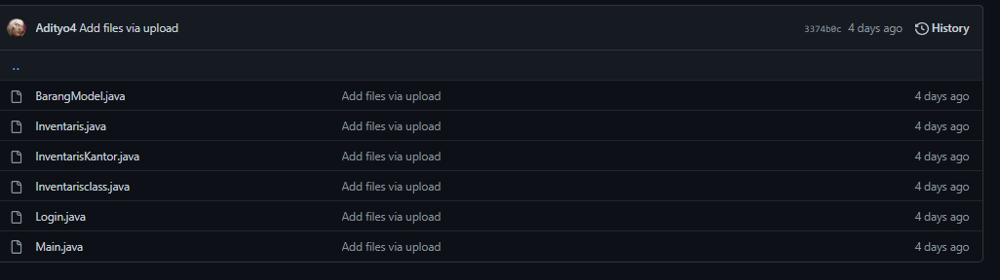 Adityo4 Add files via upload 3374b0c 4 days ago History
..
BarangModel.java Add files via upload 4 days ago
Inventaris.java Add files via upload 4 days ago
InventarisKantor.java Add files via upload 4 days ago
Inventarisclass.java Add files via upload 4 days ago
Login.java Add files via upload 4 days ago
Main.java Add files via upload 4 days ago